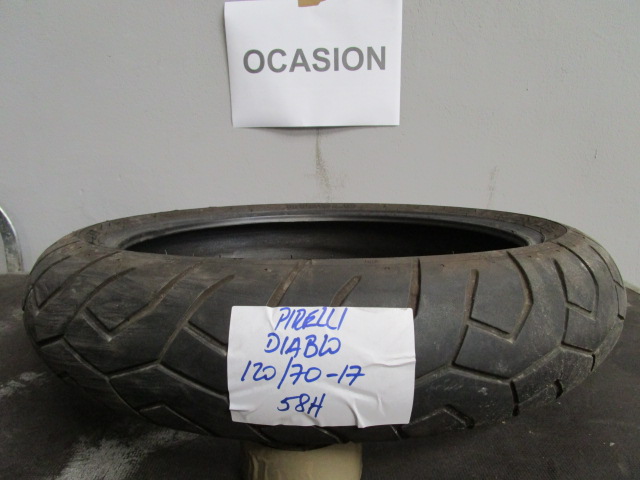 OCASION
PIRELLI
DIABLO
120/70-17
58H